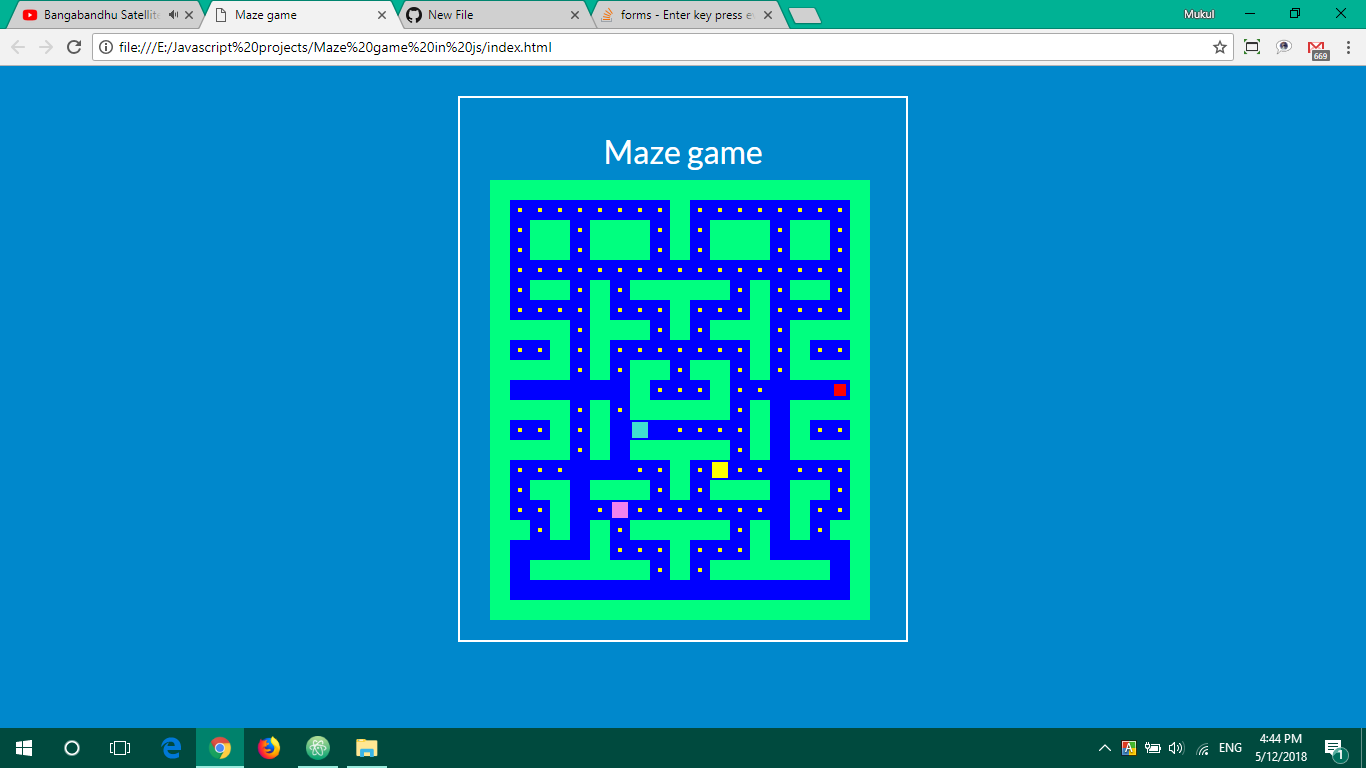 Bangabandhu Satellite
Maze game
New File
forms - Enter key press e
Mukul
file:///E:/Javascript%20projects/Maze%20game%20in%20js/index.html
669
Maze game
A
ENG
4:44 PM
5/12/2018
1